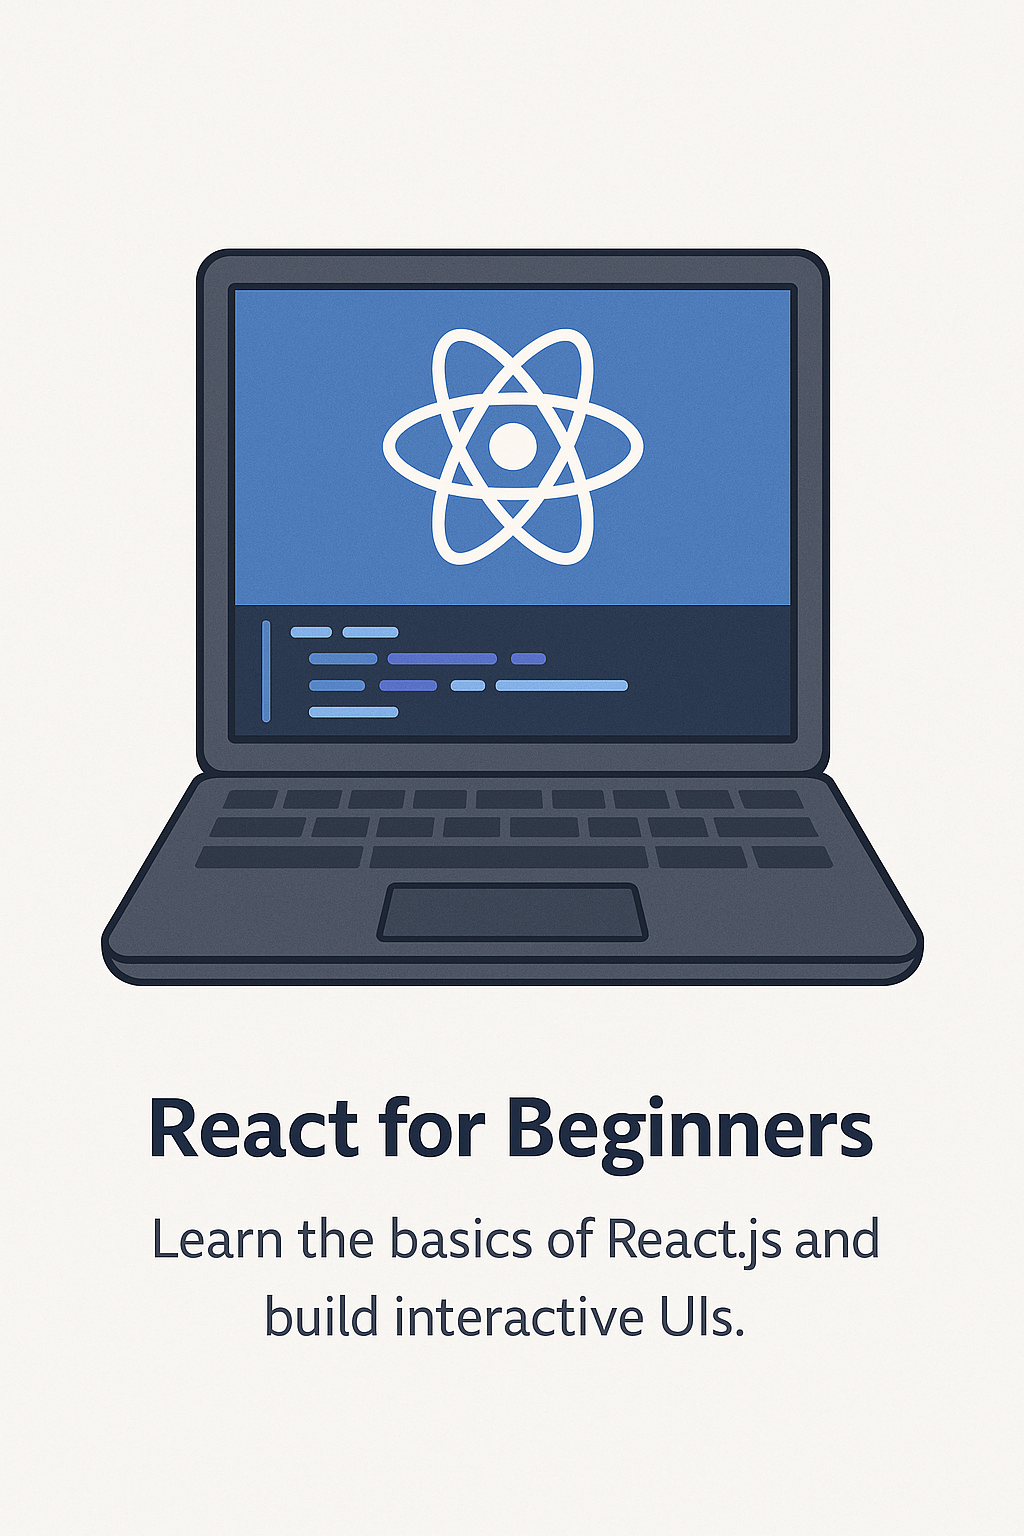 React for Beginners
Learn the basics of React.js and
build interactive UIs.